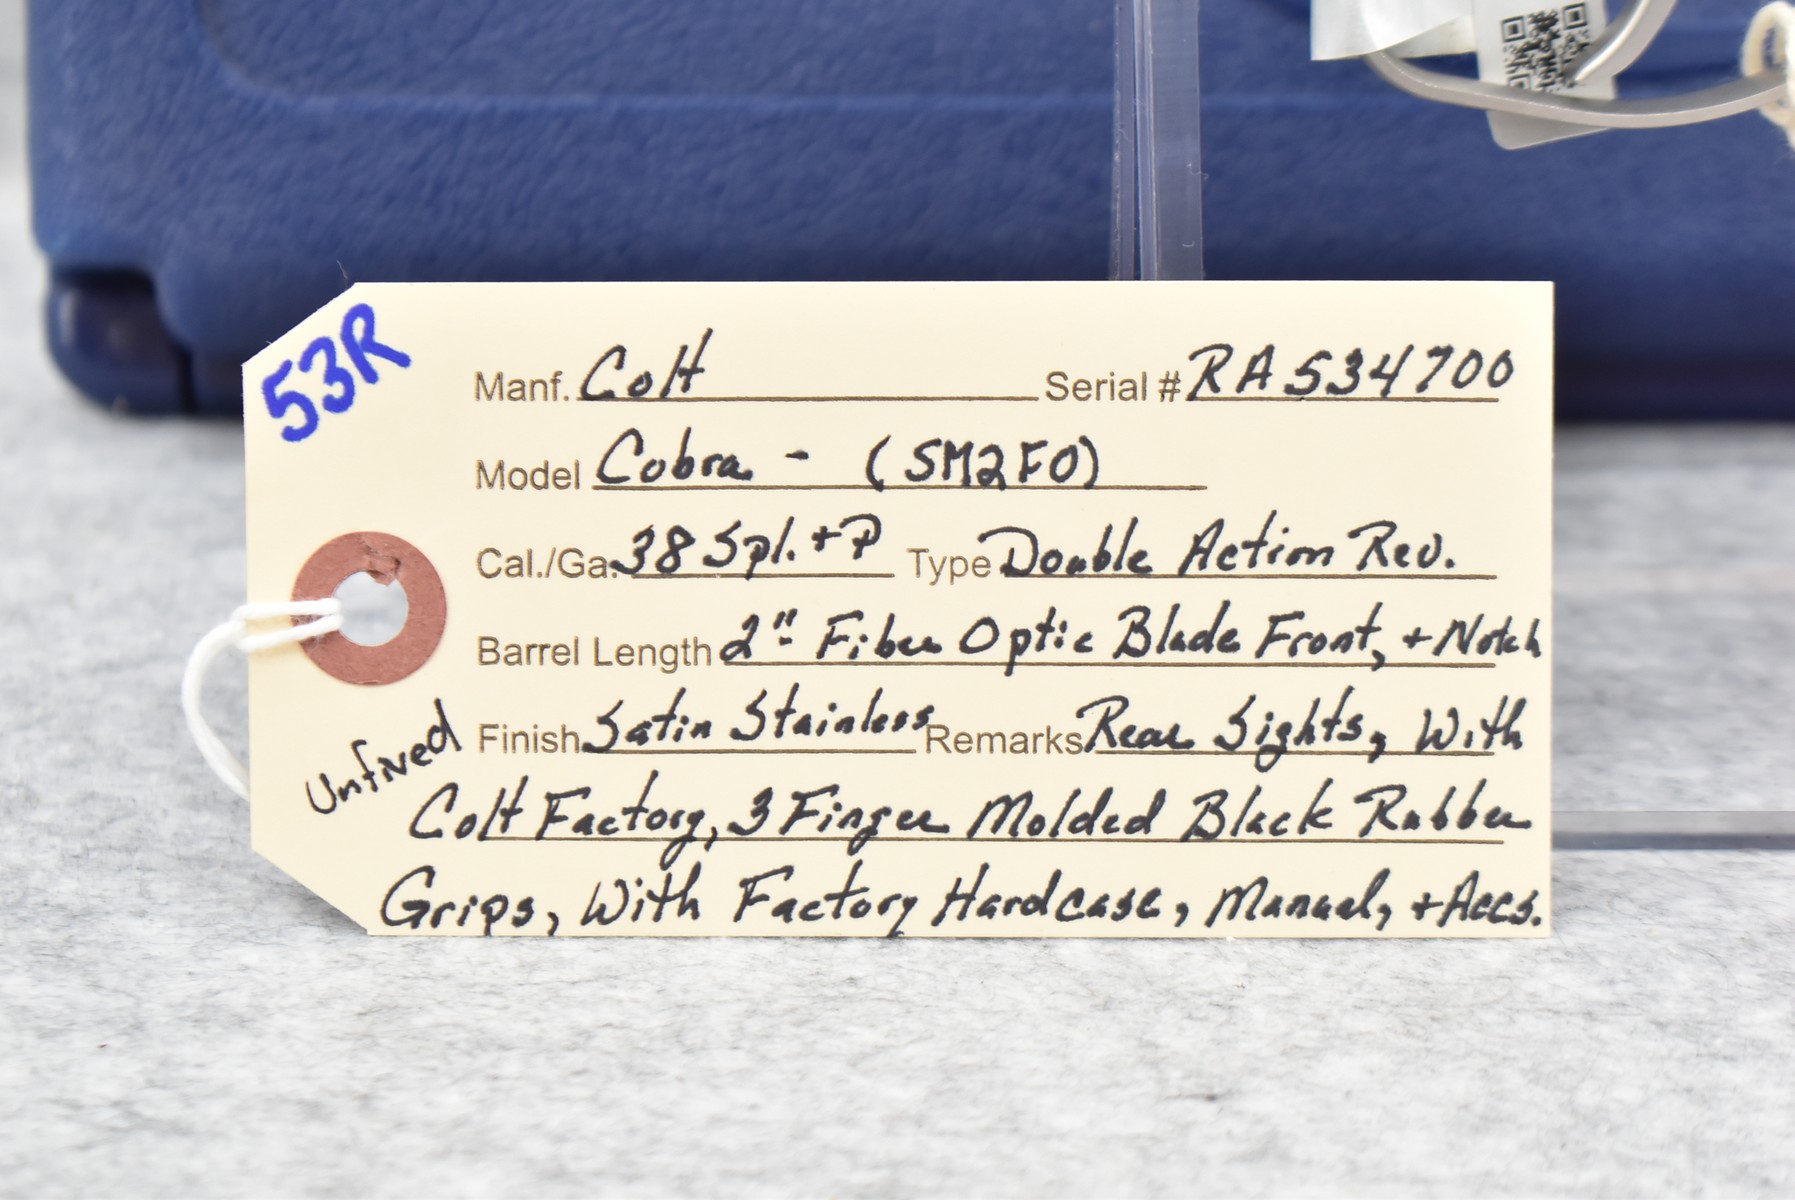 53R
Manf. Colt Serial # RA534700
Model Cobra - (SM2FO)
Cal./Ga. 38 Spl. +P Type Double Action Rev.
Barrel Length 2" - Fiber Optic Blade Front, + Notch
Finish Satin Stainless Remarks Rear Sights, With
Unfired
Colt Factory, 3 Finger Molded Black Rubber
Grips, With Factory Hardcase, Manual, + Accs.